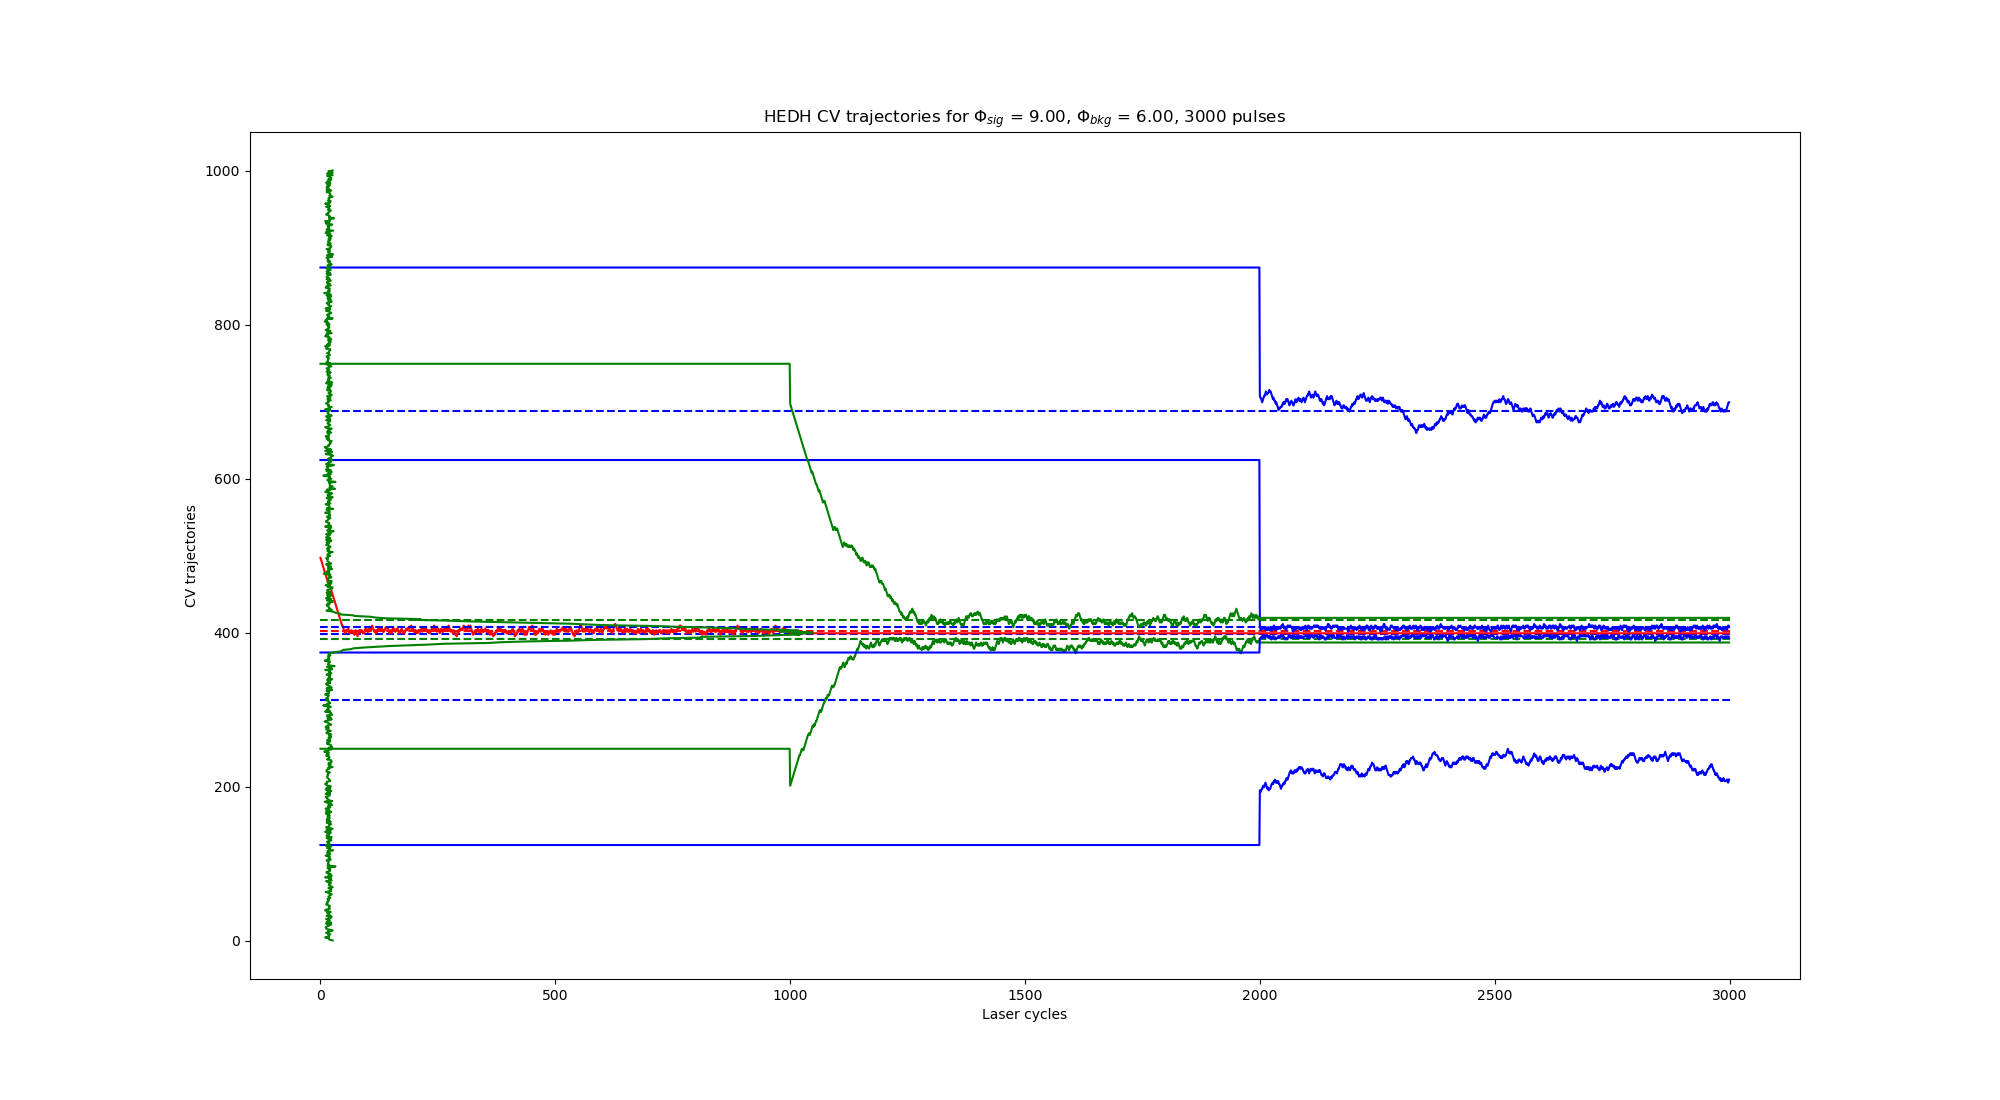 HEDH CV trajectories for Φsig = 9.00, Φbkg = 6.00, 3000 pulses
1000
800
600
400
200
0
CV trajectories
0 500 1000 1500 2000 2500 3000
Laser cycles